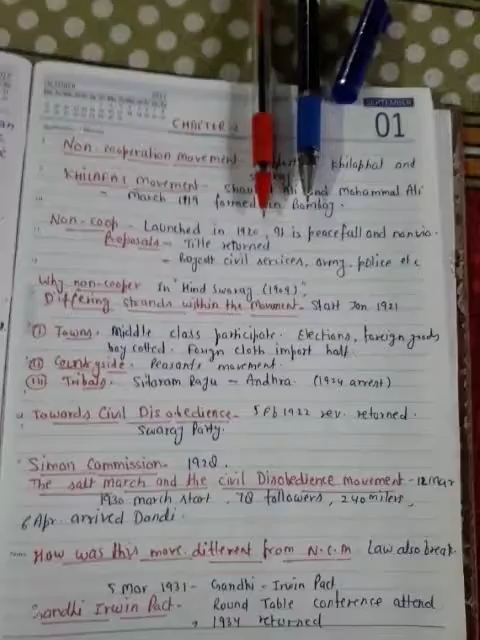 OCTOBER
SEPTEMBER
01
CHAPTER-2
Non cooperation movement - Khilaphat and
KHILAFAT movement - Ali and Mohammad Ali
- March 1919 formed in Bombay.
Non-coop - Launched in 1920, It is peacefull and nonvio.
Proposals - Title returned
- Boycott civil services, army, police etc
Why non-cooper In "Hind Swaraj (1909)",
Differing strands within the movement - Start Jan 1921
(i) Towns - Middle class participate. Elections, foreign goods
boycotted. Foreign cloth import half.
(ii) Countryside - Peasants movement.
(iii) Tribals - Sitaram Raju - Andhra. (1924 arrest)
Towards Civil Disobedience - 5 Feb 1922 rev. returned.
Swaraj Party.
Simon Commission - 1928.
The salt march and the civil Disobedience movement - 12 Mar
1930 march start, 78 followers, 240 miles,
6 Apr. arrived Dandi.
How was this move different from N.C.M Law also break.
5 Mar 1931 - Gandhi-Irwin Pact
Gandhi Irwin Pact - Round Table conference attend
, 1934 returned